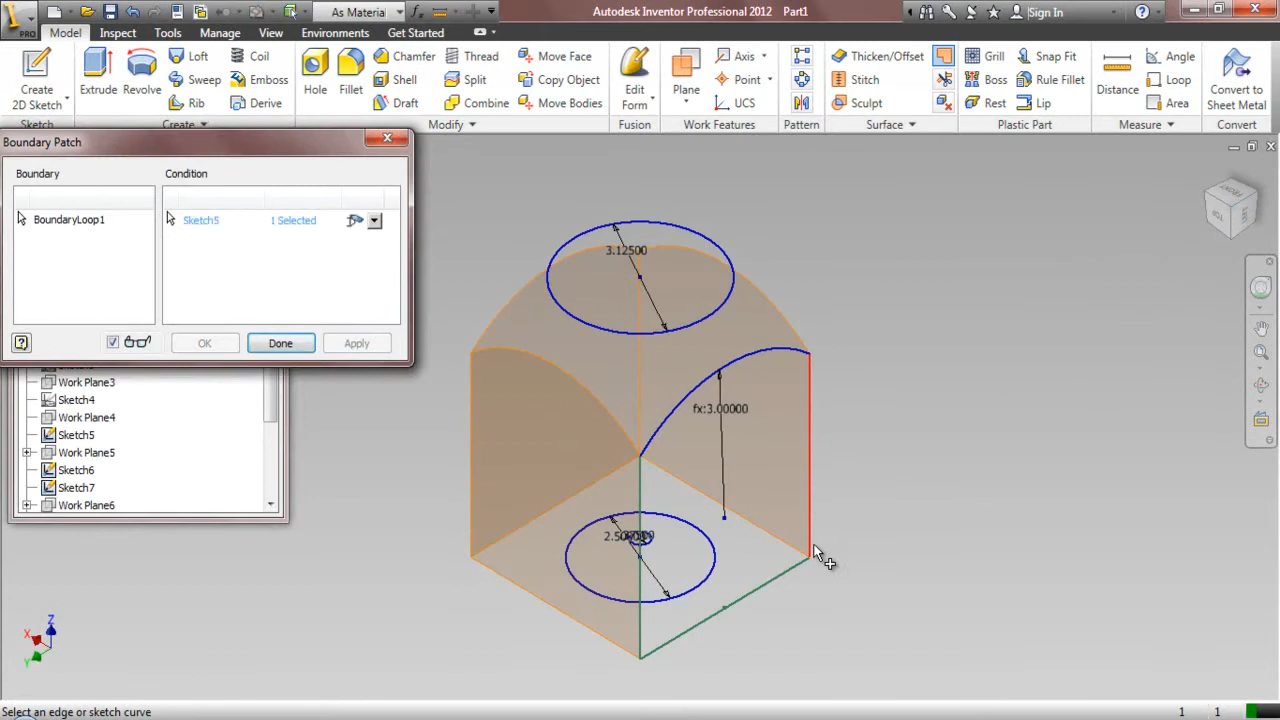 As Material
Autodesk Inventor Professional 2012 Part1
Sign In
PRO
Model Inspect Tools Manage View Environments Get Started
Create 2D Sketch
Extrude
Revolve
Loft
Sweep
Rib
Coil
Emboss
Derive
Hole
Fillet
Chamfer
Shell
Draft
Thread
Split
Combine
Move Face
Copy Object
Move Bodies
Edit Form
Plane
Axis
Point
UCS
Thicken/Offset
Stitch
Sculpt
Grill
Boss
Rest
Snap Fit
Rule Fillet
Lip
Distance
Angle
Loop
Area
Convert to Sheet Metal
Sketch Create Modify Fusion Work Features Pattern Surface Plastic Part Measure Convert
Boundary Patch
Boundary Condition
BoundaryLoop1 Sketch5 1 Selected
OK Done Apply
Work Plane3
Sketch4
Work Plane4
Sketch5
Work Plane5
Sketch6
Sketch7
Work Plane6
3.12500
fx:3.00000
FRONT
TOP
Z
X
Y
Select an edge or sketch curve 1 1